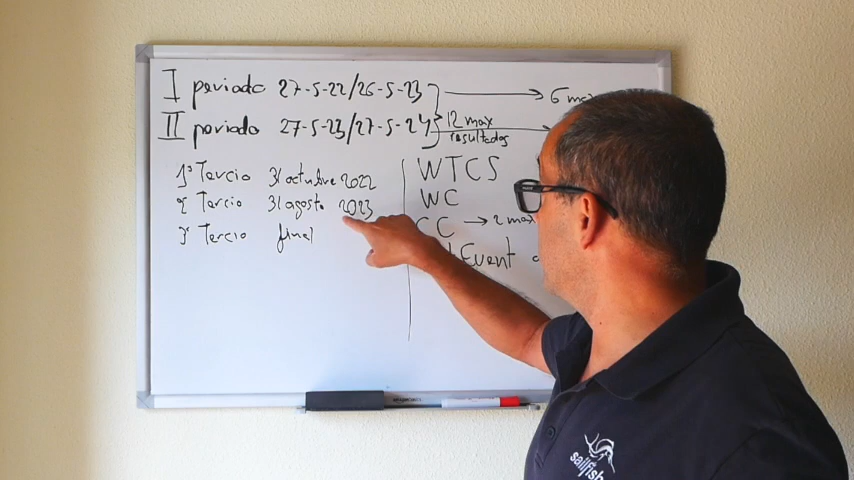 I periodo 27-5-22/26-5-23 → 6 max
II periodo 27-5-23/27-5-24 12 max
resultados
1º Tercio 31 octubre 2022
2º Tercio 31 agosto 2023
3º Tercio final
WTCS
WC
CC → 2 max
Event
sailfish